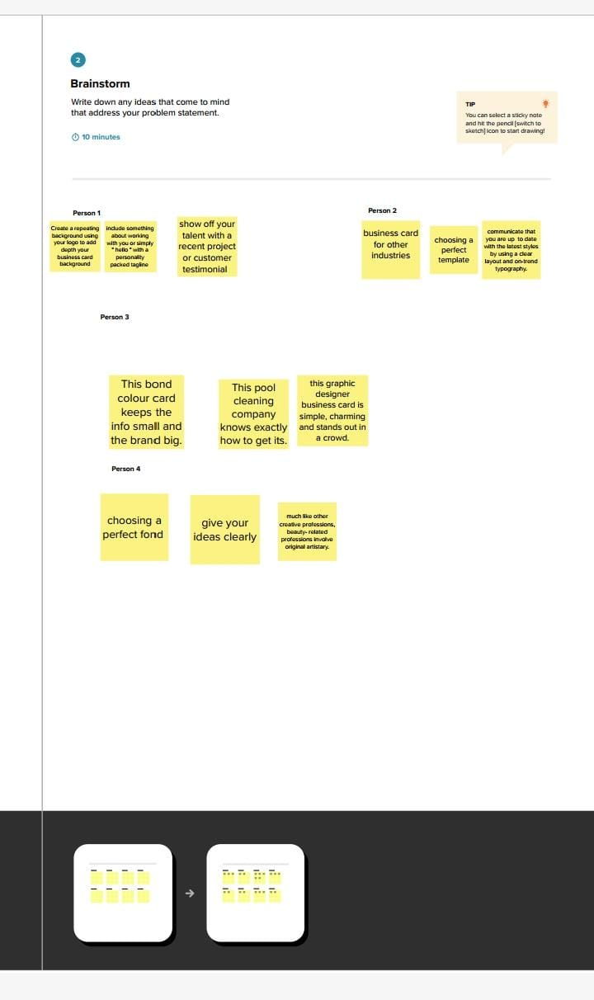 2
Brainstorm
Write down any ideas that come to mind
that address your problem statement.
10 minutes
TIP
You can select a sticky note
and hit the pencil [switch to
sketch] icon to start drawing!
Person 1
Create a repeating
background using
your logo to add
depth your
business card
background
include something
about working
with you or simply
" hello " with a
personality
packed tagline
show off your
talent with a
recent project
or customer
testimonial
Person 2
business card
for other
industries
choosing a
perfect
template
communicate that
you are up to date
with the latest styles
by using a clear
layout and on-trend
typography.
Person 3
This bond
colour card
keeps the
info small and
the brand big.
This pool
cleaning
company
knows exactly
how to get its.
this graphic
designer
business card is
simple, charming
and stands out in
a crowd.
Person 4
choosing a
perfect fond
give your
ideas clearly
much like other
creative professions,
beauty- related
professions involve
original artistary.